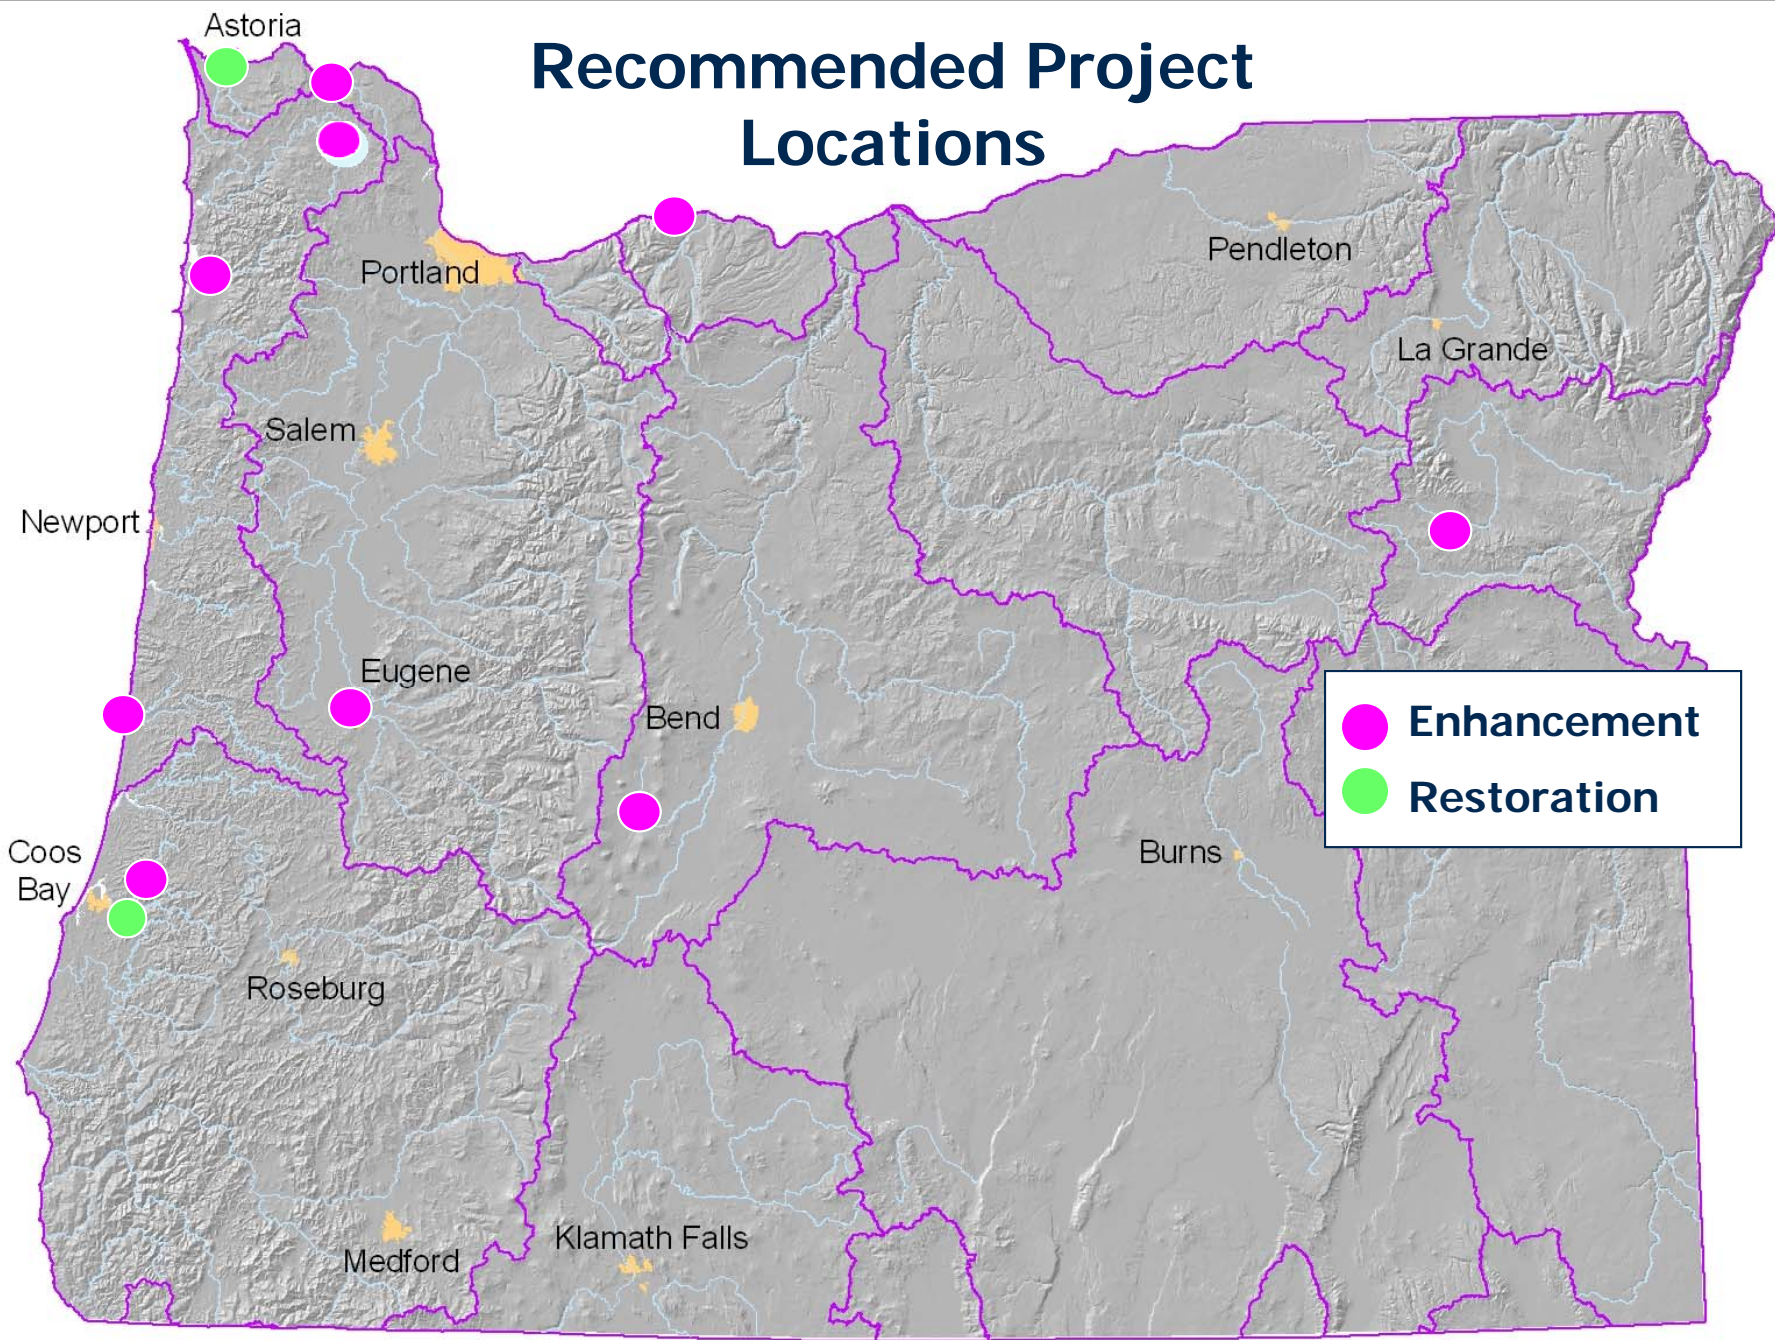 Astoria
Recommended Project
Locations
Portland
Pendleton
La Grande
Salem
Newport
Eugene
Bend
Enhancement
Restoration
Coos
Bay
Burns
Roseburg
Klamath Falls
Medford